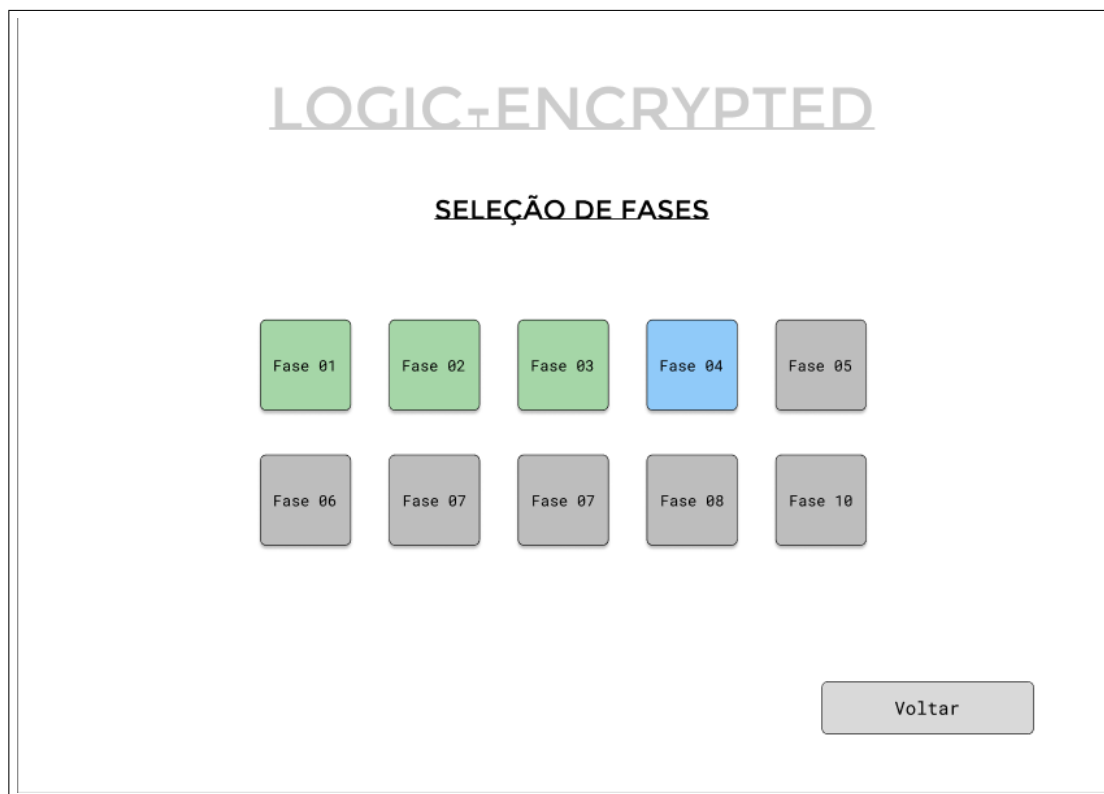 LOGIC-ENCRYPTED
SELEÇÃO DE FASES
Fase 01 Fase 02 Fase 03 Fase 04 Fase 05
Fase 06 Fase 07 Fase 07 Fase 08 Fase 10
Voltar